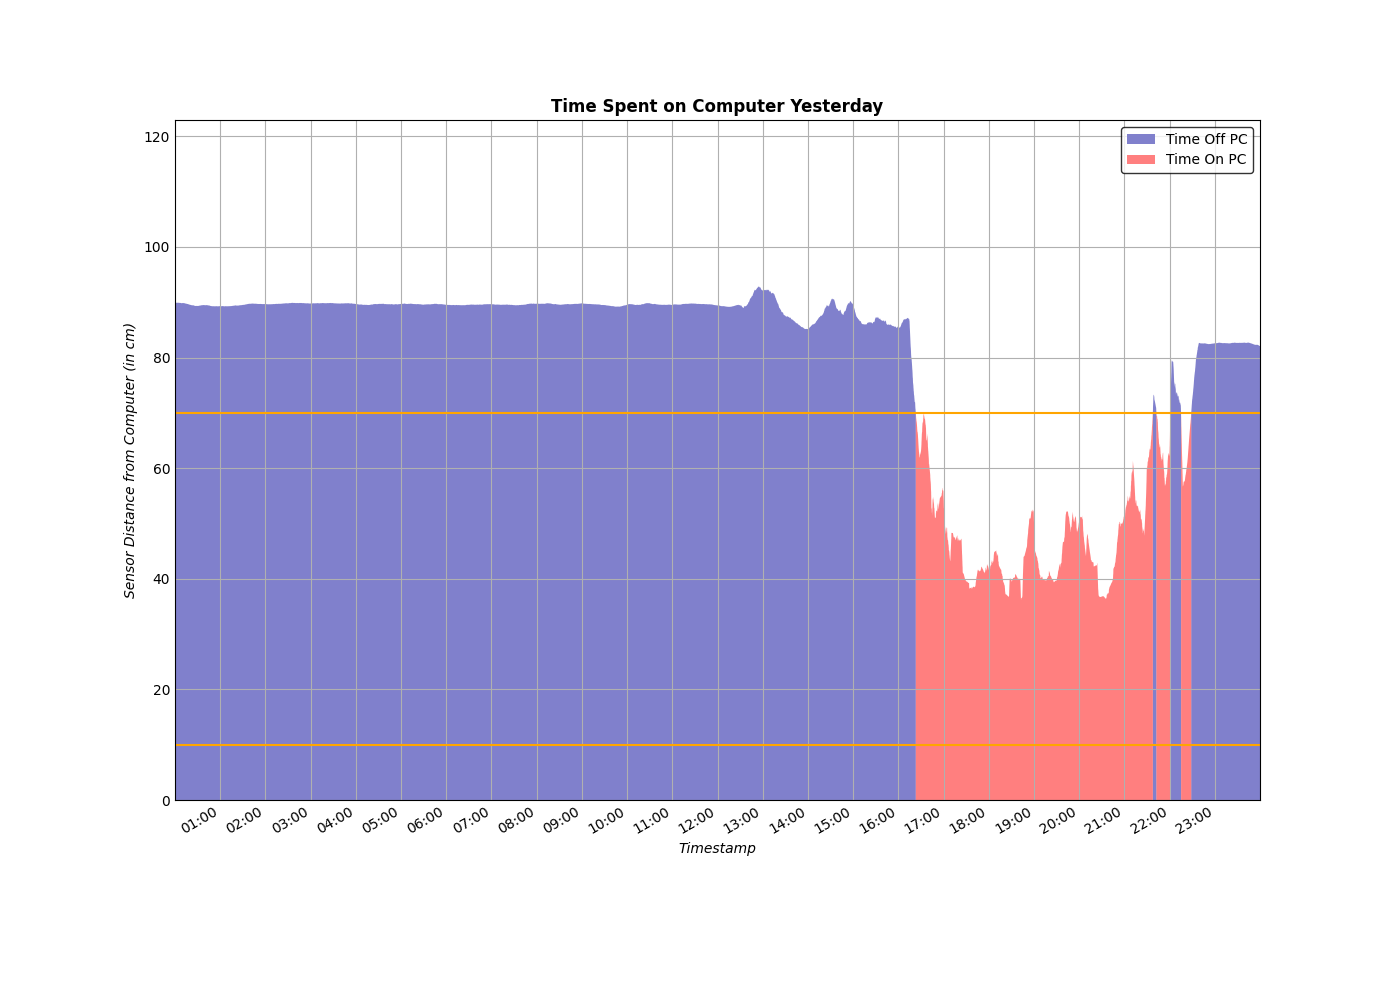 Time Spent on Computer Yesterday
120
Time Off PC
Time On PC
100
80
60
40
20
0
Sensor Distance from Computer (in cm)
01:00 02:00 03:00 04:00 05:00 06:00 07:00 08:00 09:00 10:00 11:00 12:00 13:00 14:00 15:00 16:00 17:00 18:00 19:00 20:00 21:00 22:00 23:00
Timestamp